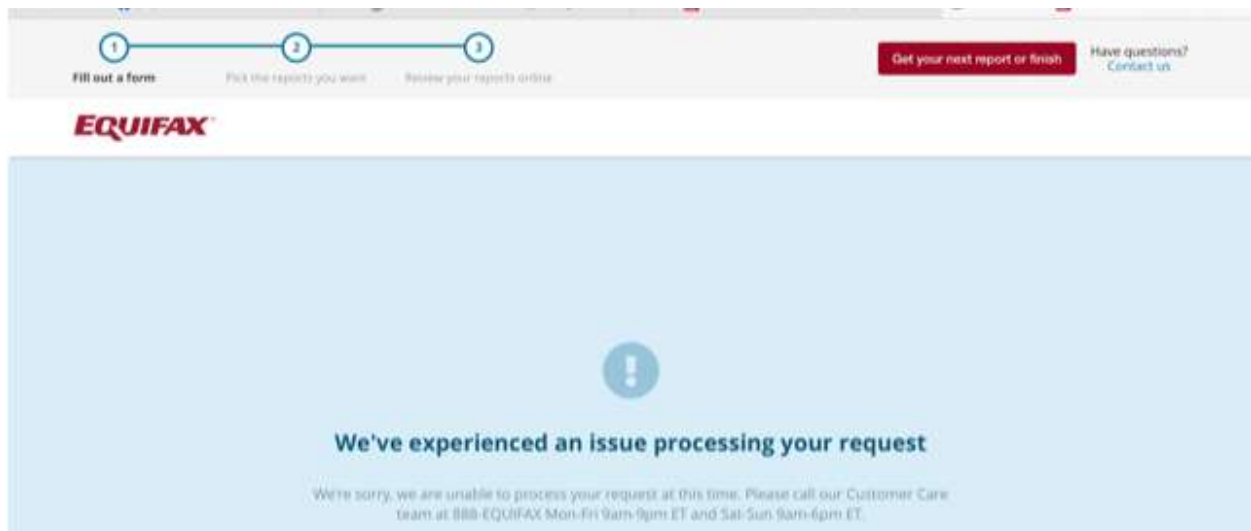 1
2
3
Fill out a form
Pick the reports you want
Review your reports online
Get your next report or finish
Have questions?
Contact us
EQUIFAX
!
We've experienced an issue processing your request
We're sorry, we are unable to process your request at this time. Please call our Customer Care
team at 888-EQUIFAX Mon-Fri 9am-9pm ET and Sat-Sun 9am-6pm ET.